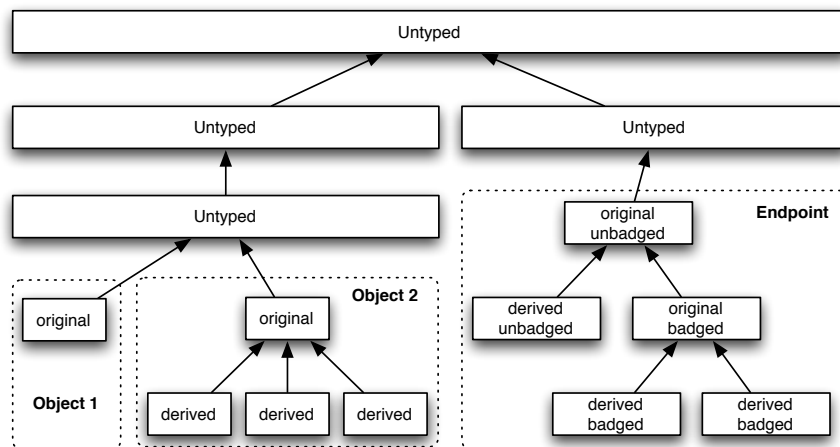 Untyped
Untyped
Untyped
Untyped
original
unbadged
Endpoint
Object 2
original
original
derived
unbadged
original
badged
Object 1
derived
derived
derived
derived
badged
derived
badged